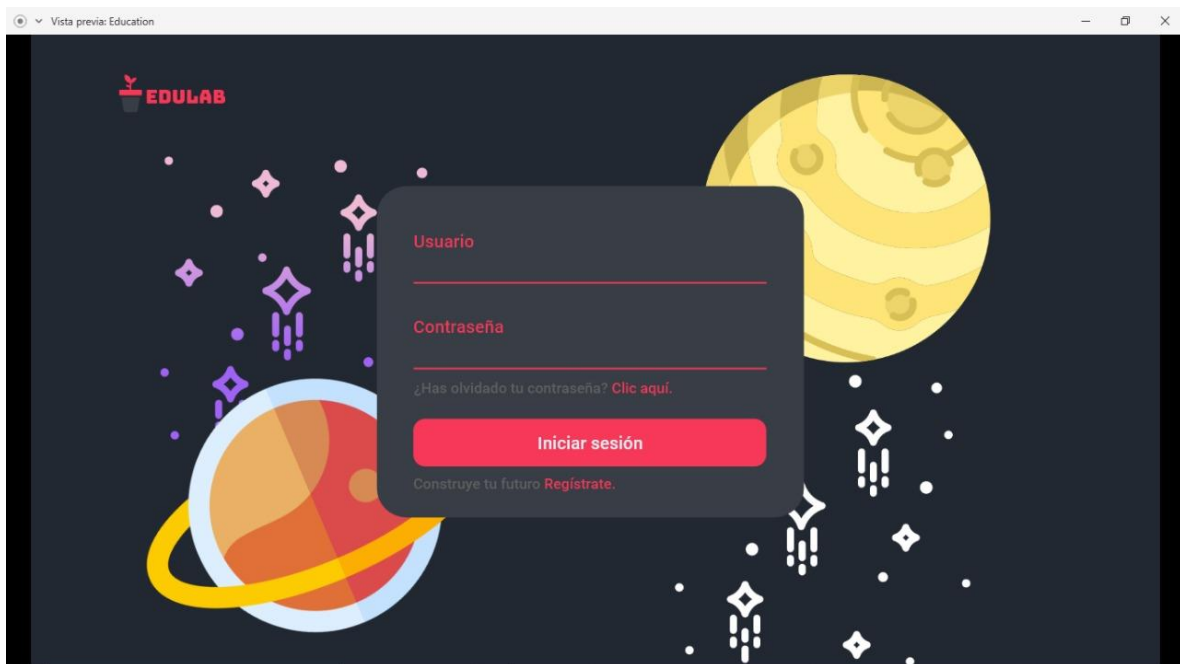 Vista previa: Education
EDULAB
Usuario
Contraseña
¿Has olvidado tu contraseña? Clic aquí.
Iniciar sesión
Construye tu futuro Regístrate.